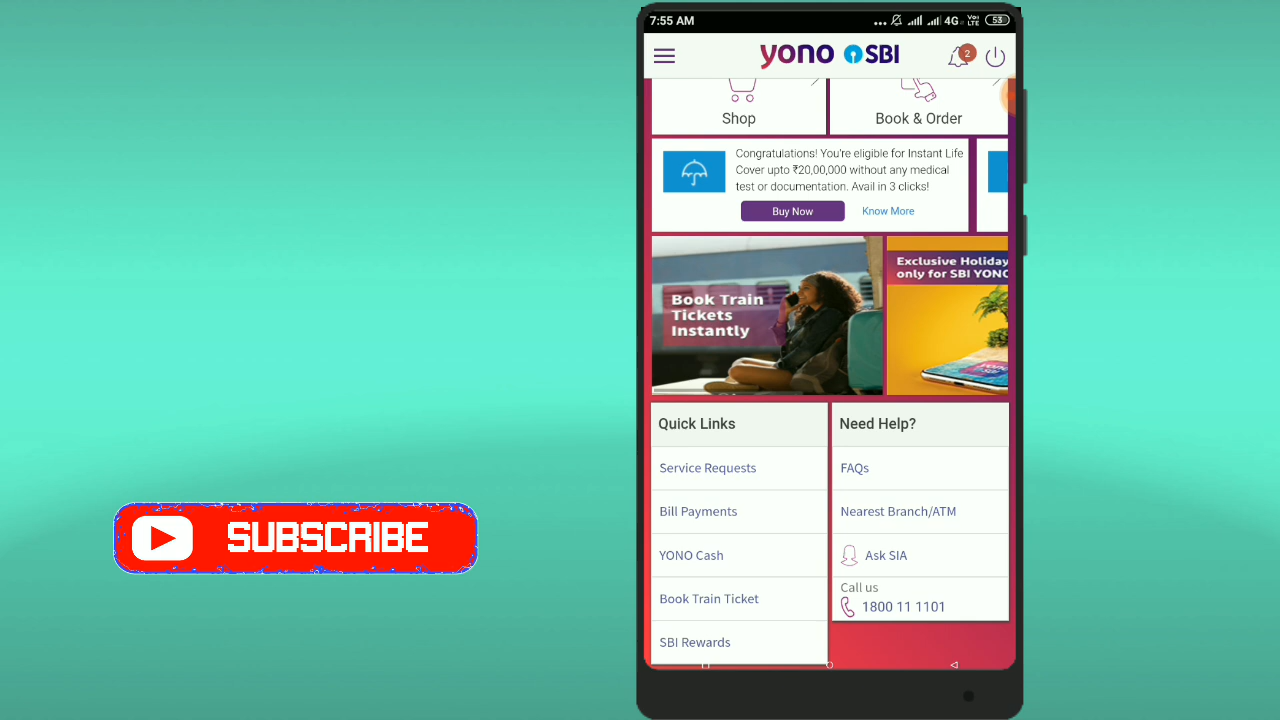 7:55 AM
4G
Vo
LTE
53
yono SBI
2
Shop
Book & Order
Congratulations! You're eligible for Instant Life
Cover upto ₹20,00,000 without any medical
test or documentation. Avail in 3 clicks!
Buy Now
Know More
Book Train
Tickets
Instantly
Exclusive Holiday
only for SBI YONO
Quick Links
Need Help?
Service Requests
FAQs
Bill Payments
Nearest Branch/ATM
YONO Cash
Ask SIA
Book Train Ticket
Call us
1800 11 1101
SBI Rewards
SUBSCRIBE